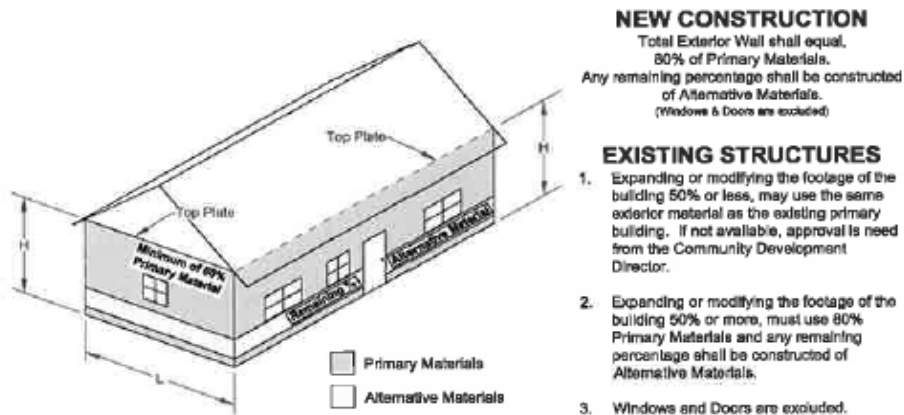 NEW CONSTRUCTION
Total Exterior Wall shall equal,
80% of Primary Materials.
Any remaining percentage shall be constructed
of Alternative Materials.
(Windows & Doors are excluded)
EXISTING STRUCTURES
1. Expanding or modifying the footage of the
building 50% or less, may use the same
exterior material as the existing primary
building. If not available, approval is need
from the Community Development
Director.
2. Expanding or modifying the footage of the
building 50% or more, must use 80%
Primary Materials and any remaining
percentage shall be constructed of
Alternative Materials.
3. Windows and Doors are excluded.
Top Plate
H
Top Plate
H
Minimum of
Primary Material
Alternative Material
Remaining %
L
Primary Materials
Alternative Materials